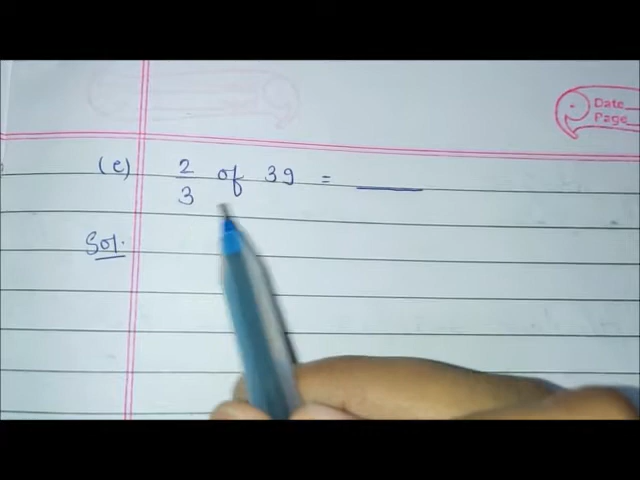 Date
Page
(e) 2/3 of 39 = ____
Sol.